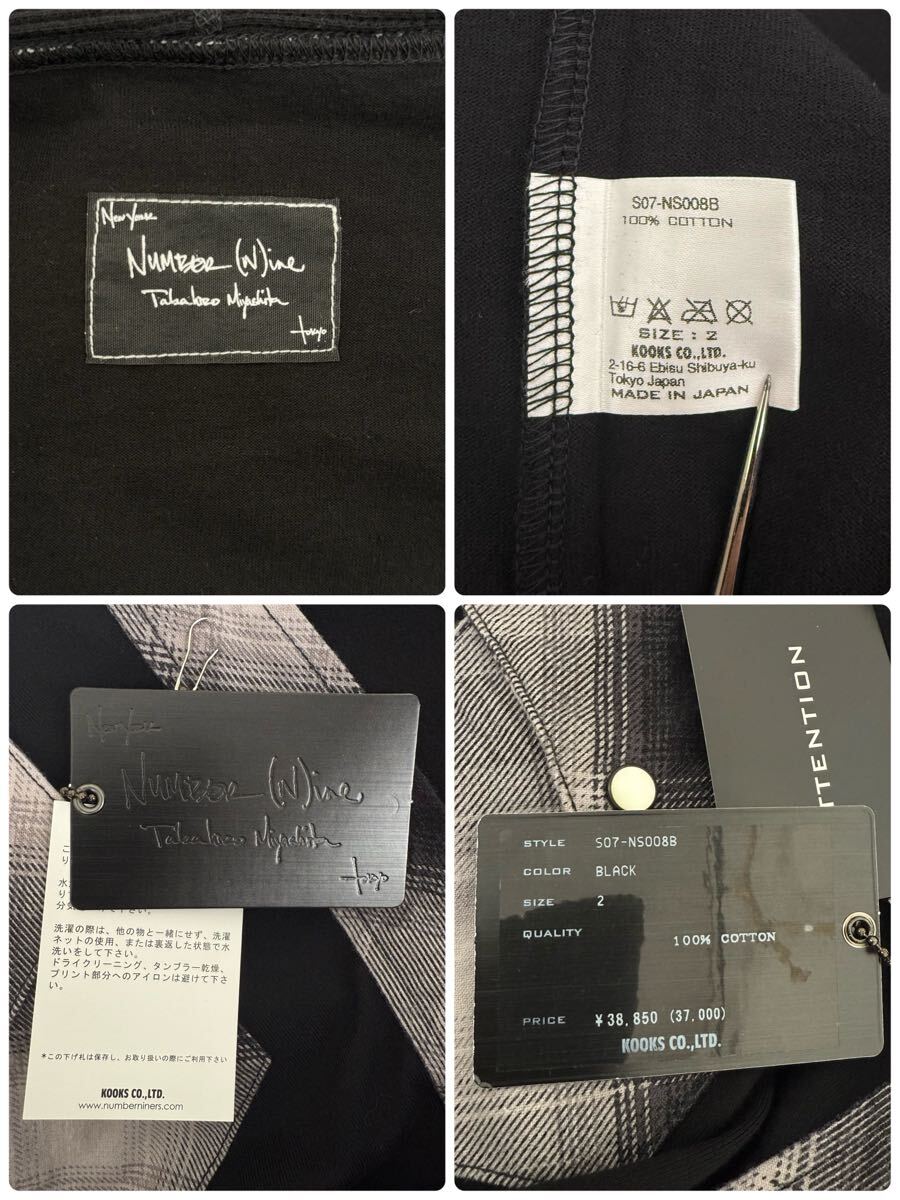 New York
NUMBER (N)ine
Takahiro Miyashita
tokyo
S07-NS008B
100% COTTON
SIZE : 2
KOOKS CO.,LTD.
2-16-6 Ebisu Shibuya-ku
Tokyo Japan
MADE IN JAPAN
New York
NUMBER (N)ine
Takahiro Miyashita
tokyo
洗濯の際は、他の物と一緒にせず、洗濯
ネットの使用、または裏返した状態で水
洗いをして下さい。
ドライクリーニング、タンブラー乾燥、
プリント部分へのアイロンは避けて下さ
い。
*この下げ札は保存し、お取り扱いの際にご利用下さい
KOOKS CO.,LTD.
www.numberniners.com
TTENTION
STYLE S07-NS008B
COLOR BLACK
SIZE 2
QUALITY
100% COTTON
PRICE ¥38,850 (37,000)
KOOKS CO.,LTD.